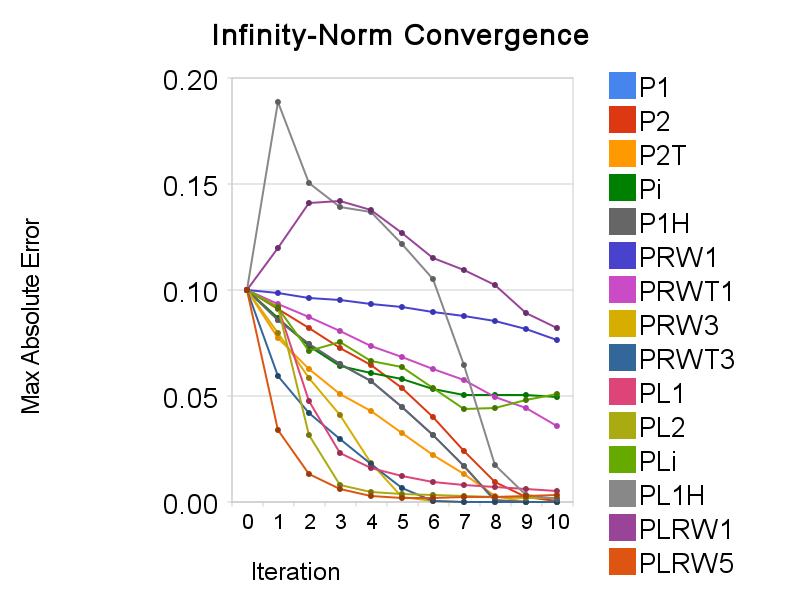 Infinity-Norm Convergence
Max Absolute Error
0.20
0.15
0.10
0.05
0.00
0 1 2 3 4 5 6 7 8 9 10
Iteration
P1
P2
P2T
Pi
P1H
PRW1
PRWT1
PRW3
PRWT3
PL1
PL2
PLi
PL1H
PLRW1
PLRW5